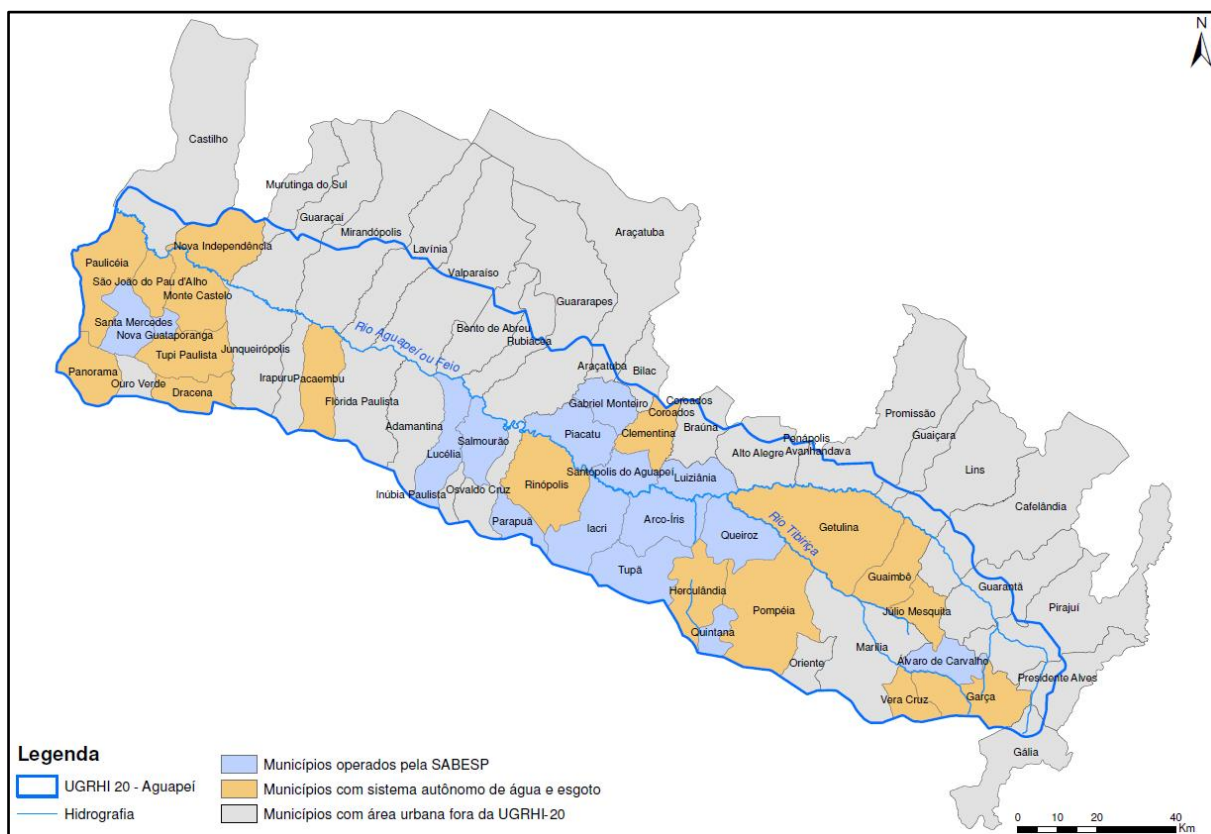 N
Castilho
Murutinga do Sul
Guaraçaí
Mirandópolis
Araçatuba
Nova Independência
Lavínia
Paulicéia
Valparaíso
São João do Pau d'Alho
Monte Castelo
Guararapes
Santa Mercedes
Nova Guataporanga
Rio Aguapeí ou Feio
Bento de Abreu
Rubiácea
Tupi Paulista
Junqueirópolis
Panorama
Ouro Verde
Irapuru
Pacaembu
Araçatuba
Bilac
Dracena
Flórida Paulista
Gabriel Monteiro
Coroados
Coroados
Promissão
Adamantina
Salmourão
Piacatu
Clementina
Braúna
Penápolis
Guaiçara
Lucélia
Alto Alegre
Avanhandava
Lins
Santópolis do Aguapeí
Luiziânia
Inúbia Paulista
Osvaldo Cruz
Rinópolis
Cafelândia
Parapuã
Iacri
Arco-Íris
Queiroz
Rio Tibiriça
Getulina
Tupã
Guaimbê
Guarantã
Herculândia
Pompéia
Júlio Mesquita
Pirajuí
Quintana
Marília
Oriente
Álvaro de Carvalho
Presidente Alves
Vera Cruz
Garça
Gália
Legenda
UGRHI 20 - Aguapeí
Hidrografia
Municípios operados pela SABESP
Municípios com sistema autônomo de água e esgoto
Municípios com área urbana fora da UGRHI-20
0 10 20 40
Km